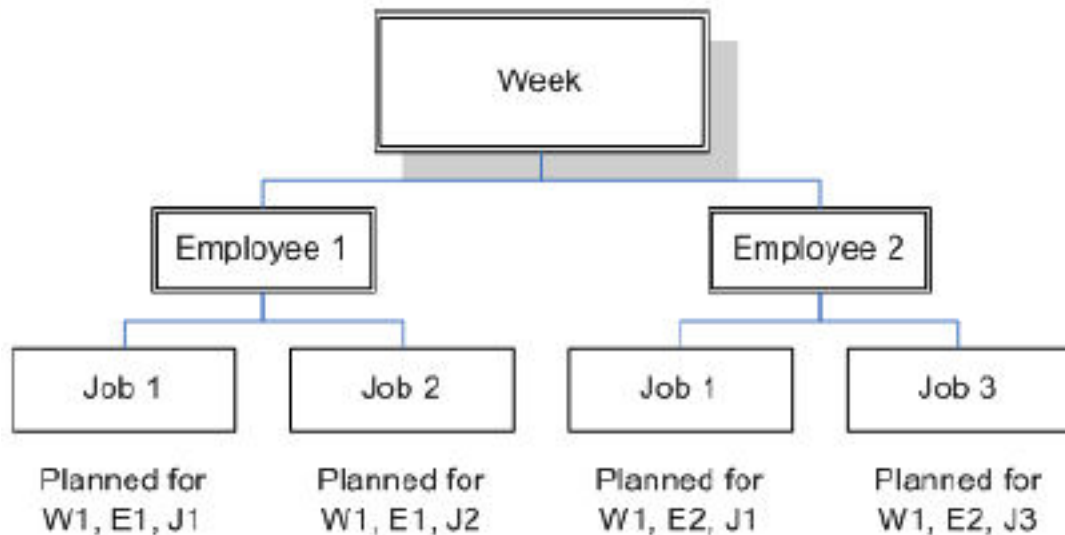 Week
Employee 1
Employee 2
Job 1
Job 2
Job 1
Job 3
Planned for
W1, E1, J1
Planned for
W1, E1, J2
Planned for
W1, E2, J1
Planned for
W1, E2, J3